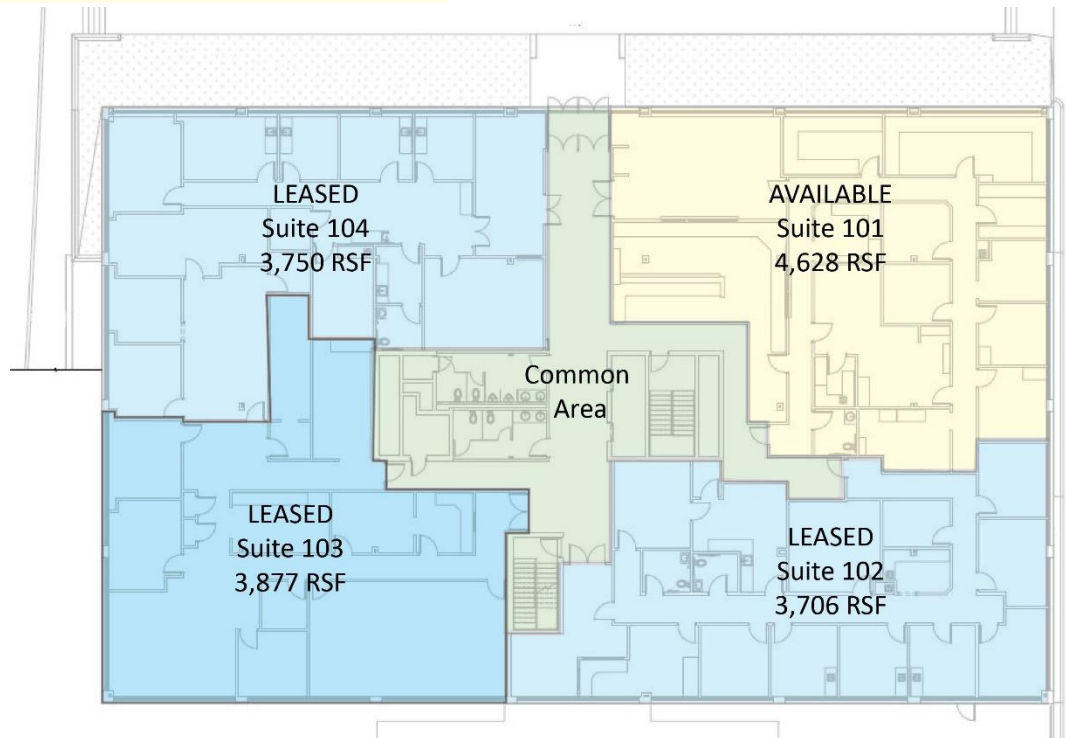 LEASED
Suite 104
3,750 RSF
AVAILABLE
Suite 101
4,628 RSF
Common
Area
LEASED
Suite 103
3,877 RSF
LEASED
Suite 102
3,706 RSF